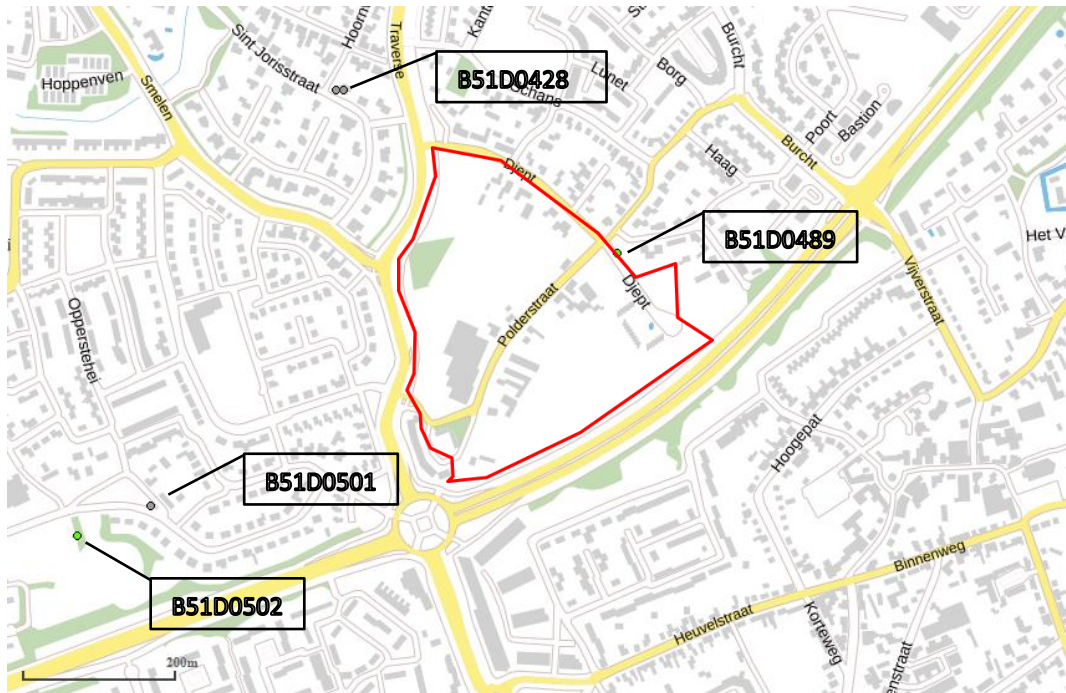 Hoppenven
Smelen
Sint Jorisstraat
Traverse
B51D0428
Lunet
Schans
Borg
Burcht
Poort
Bastion
Burcht
Haag
Djept
B51D0489
Het V
Vijverstraat
Djept
Polderstraat
Opperstehei
Hoogepat
B51D0501
B51D0502
Binnenweg
Heuvelstraat
Korteweg
enstraat
200m